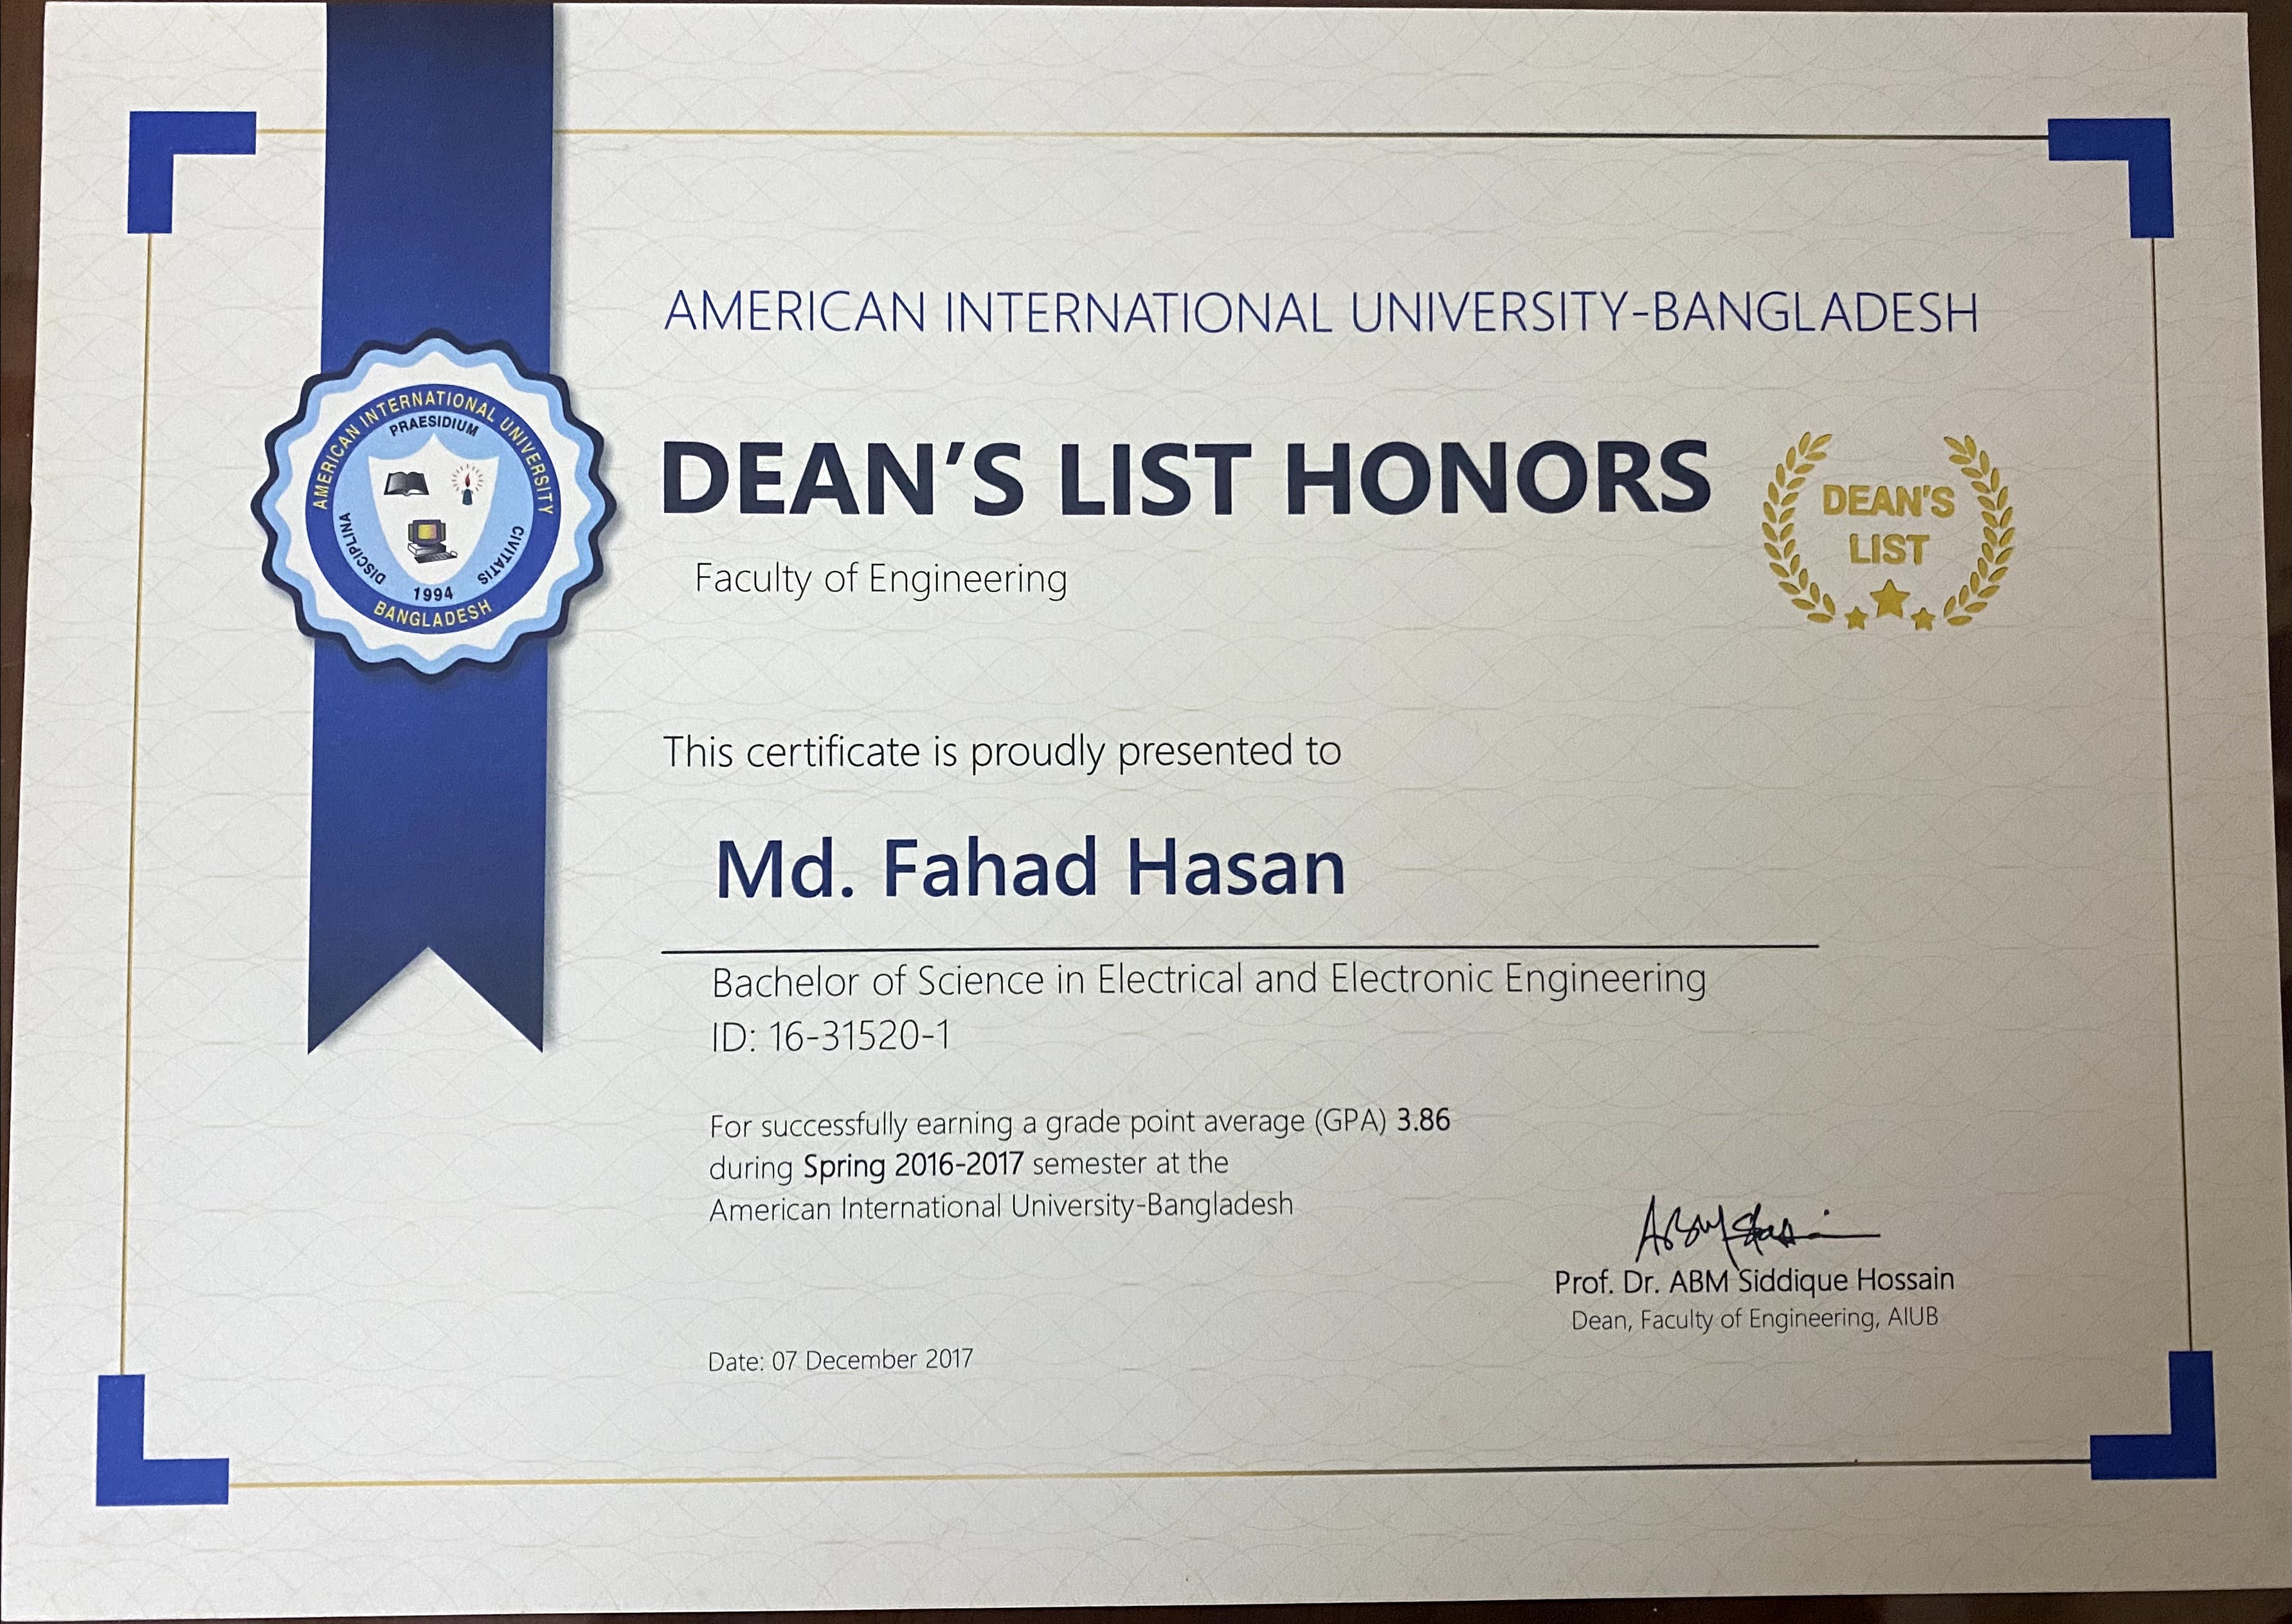 AMERICAN INTERNATIONAL UNIVERSITY-BANGLADESH
AMERICAN INTERNATIONAL UNIVERSITY
PRAESIDIUM
DISCIPLINA
CIVITATIS
1994
BANGLADESH
DEAN'S LIST HONORS
DEAN'S
LIST
Faculty of Engineering
This certificate is proudly presented to
Md. Fahad Hasan
Bachelor of Science in Electrical and Electronic Engineering
ID: 16-31520-1
For successfully earning a grade point average (GPA) 3.86
during Spring 2016-2017 semester at the
American International University-Bangladesh
Prof. Dr. ABM Siddique Hossain
Dean, Faculty of Engineering, AIUB
Date: 07 December 2017